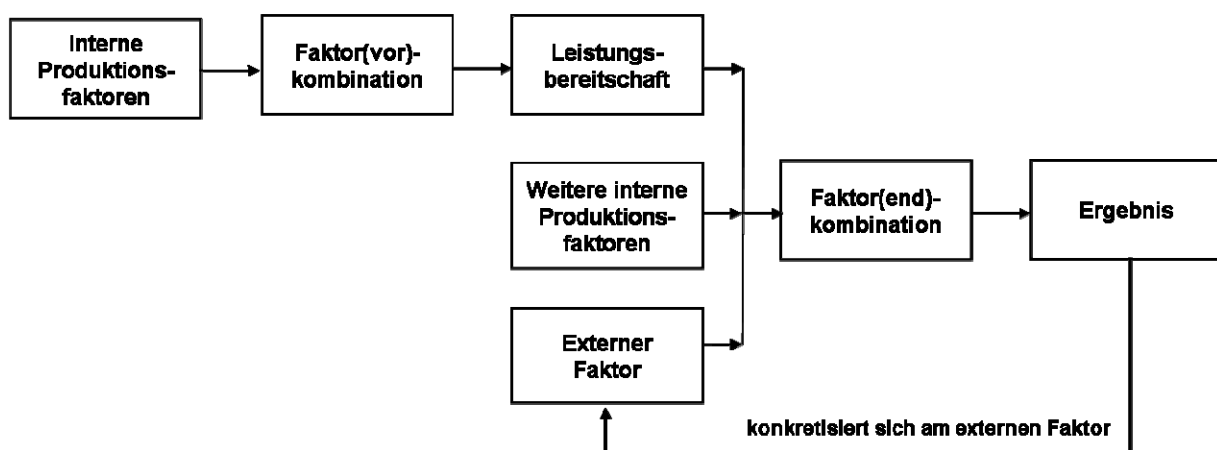 Interne
Produktions-
faktoren
Faktor(vor)-
kombination
Leistungs-
bereitschaft
Weitere interne
Produktions-
faktoren
Faktor(end)-
kombination
Ergebnis
Externer
Faktor
konkretisiert sich am externen Faktor